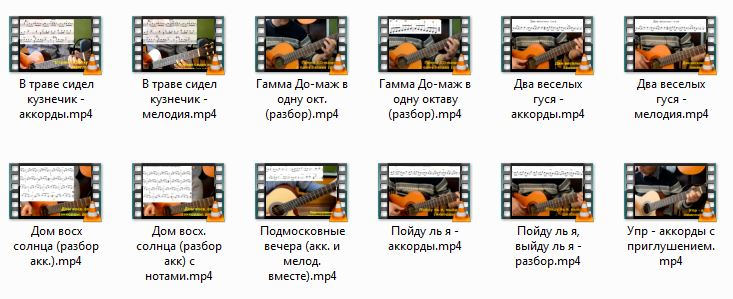 В траве сидел
кузнечик -
аккорды.mp4
В траве сидел
кузнечик -
мелодия.mp4
Гамма До-маж в
одну окт.
(разбор).mp4
Гамма До-маж в
одну октаву
(разбор).mp4
Два веселых
гуся -
аккорды.mp4
Два веселых
гуся -
мелодия.mp4
Дом восх
солнца (разбор
акк.).mp4
Дом восх.
солнца (разбор
акк) с
нотами.mp4
Подмосковные
вечера (акк. и
мелод.
вместе).mp4
Пойду ль я -
аккорды.mp4
Пойду ль я,
выйду ль я -
разбор.mp4
Упр - аккорды с
приглушением.
mp4